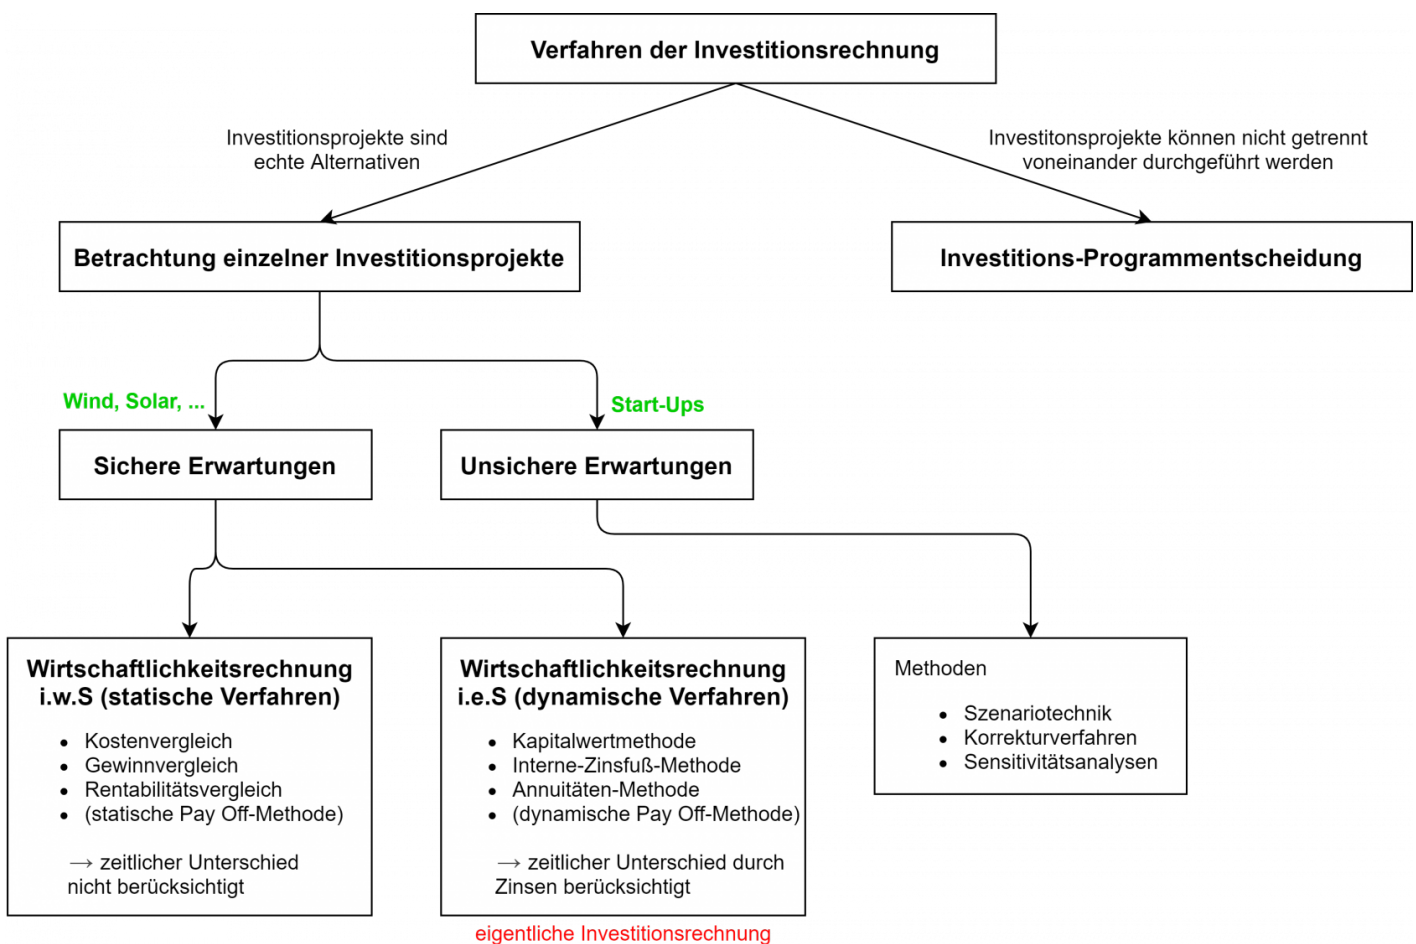 Verfahren der Investitionsrechnung
Investitionsprojekte sind
echte Alternativen
Investitonsprojekte können nicht getrennt
voneinander durchgeführt werden
Betrachtung einzelner Investitionsprojekte
Investitions-Programmentscheidung
Wind, Solar, ...
Start-Ups
Sichere Erwartungen
Unsichere Erwartungen
Wirtschaftlichkeitsrechnung
i.w.S (statische Verfahren)
• Kostenvergleich
• Gewinnvergleich
• Rentabilitätsvergleich
• (statische Pay Off-Methode)
→ zeitlicher Unterschied
nicht berücksichtigt
Wirtschaftlichkeitsrechnung
i.e.S (dynamische Verfahren)
• Kapitalwertmethode
• Interne-Zinsfuß-Methode
• Annuitäten-Methode
• (dynamische Pay Off-Methode)
→ zeitlicher Unterschied durch
Zinsen berücksichtigt
eigentliche Investitionsrechnung
Methoden
• Szenariotechnik
• Korrekturverfahren
• Sensitivitätsanalysen